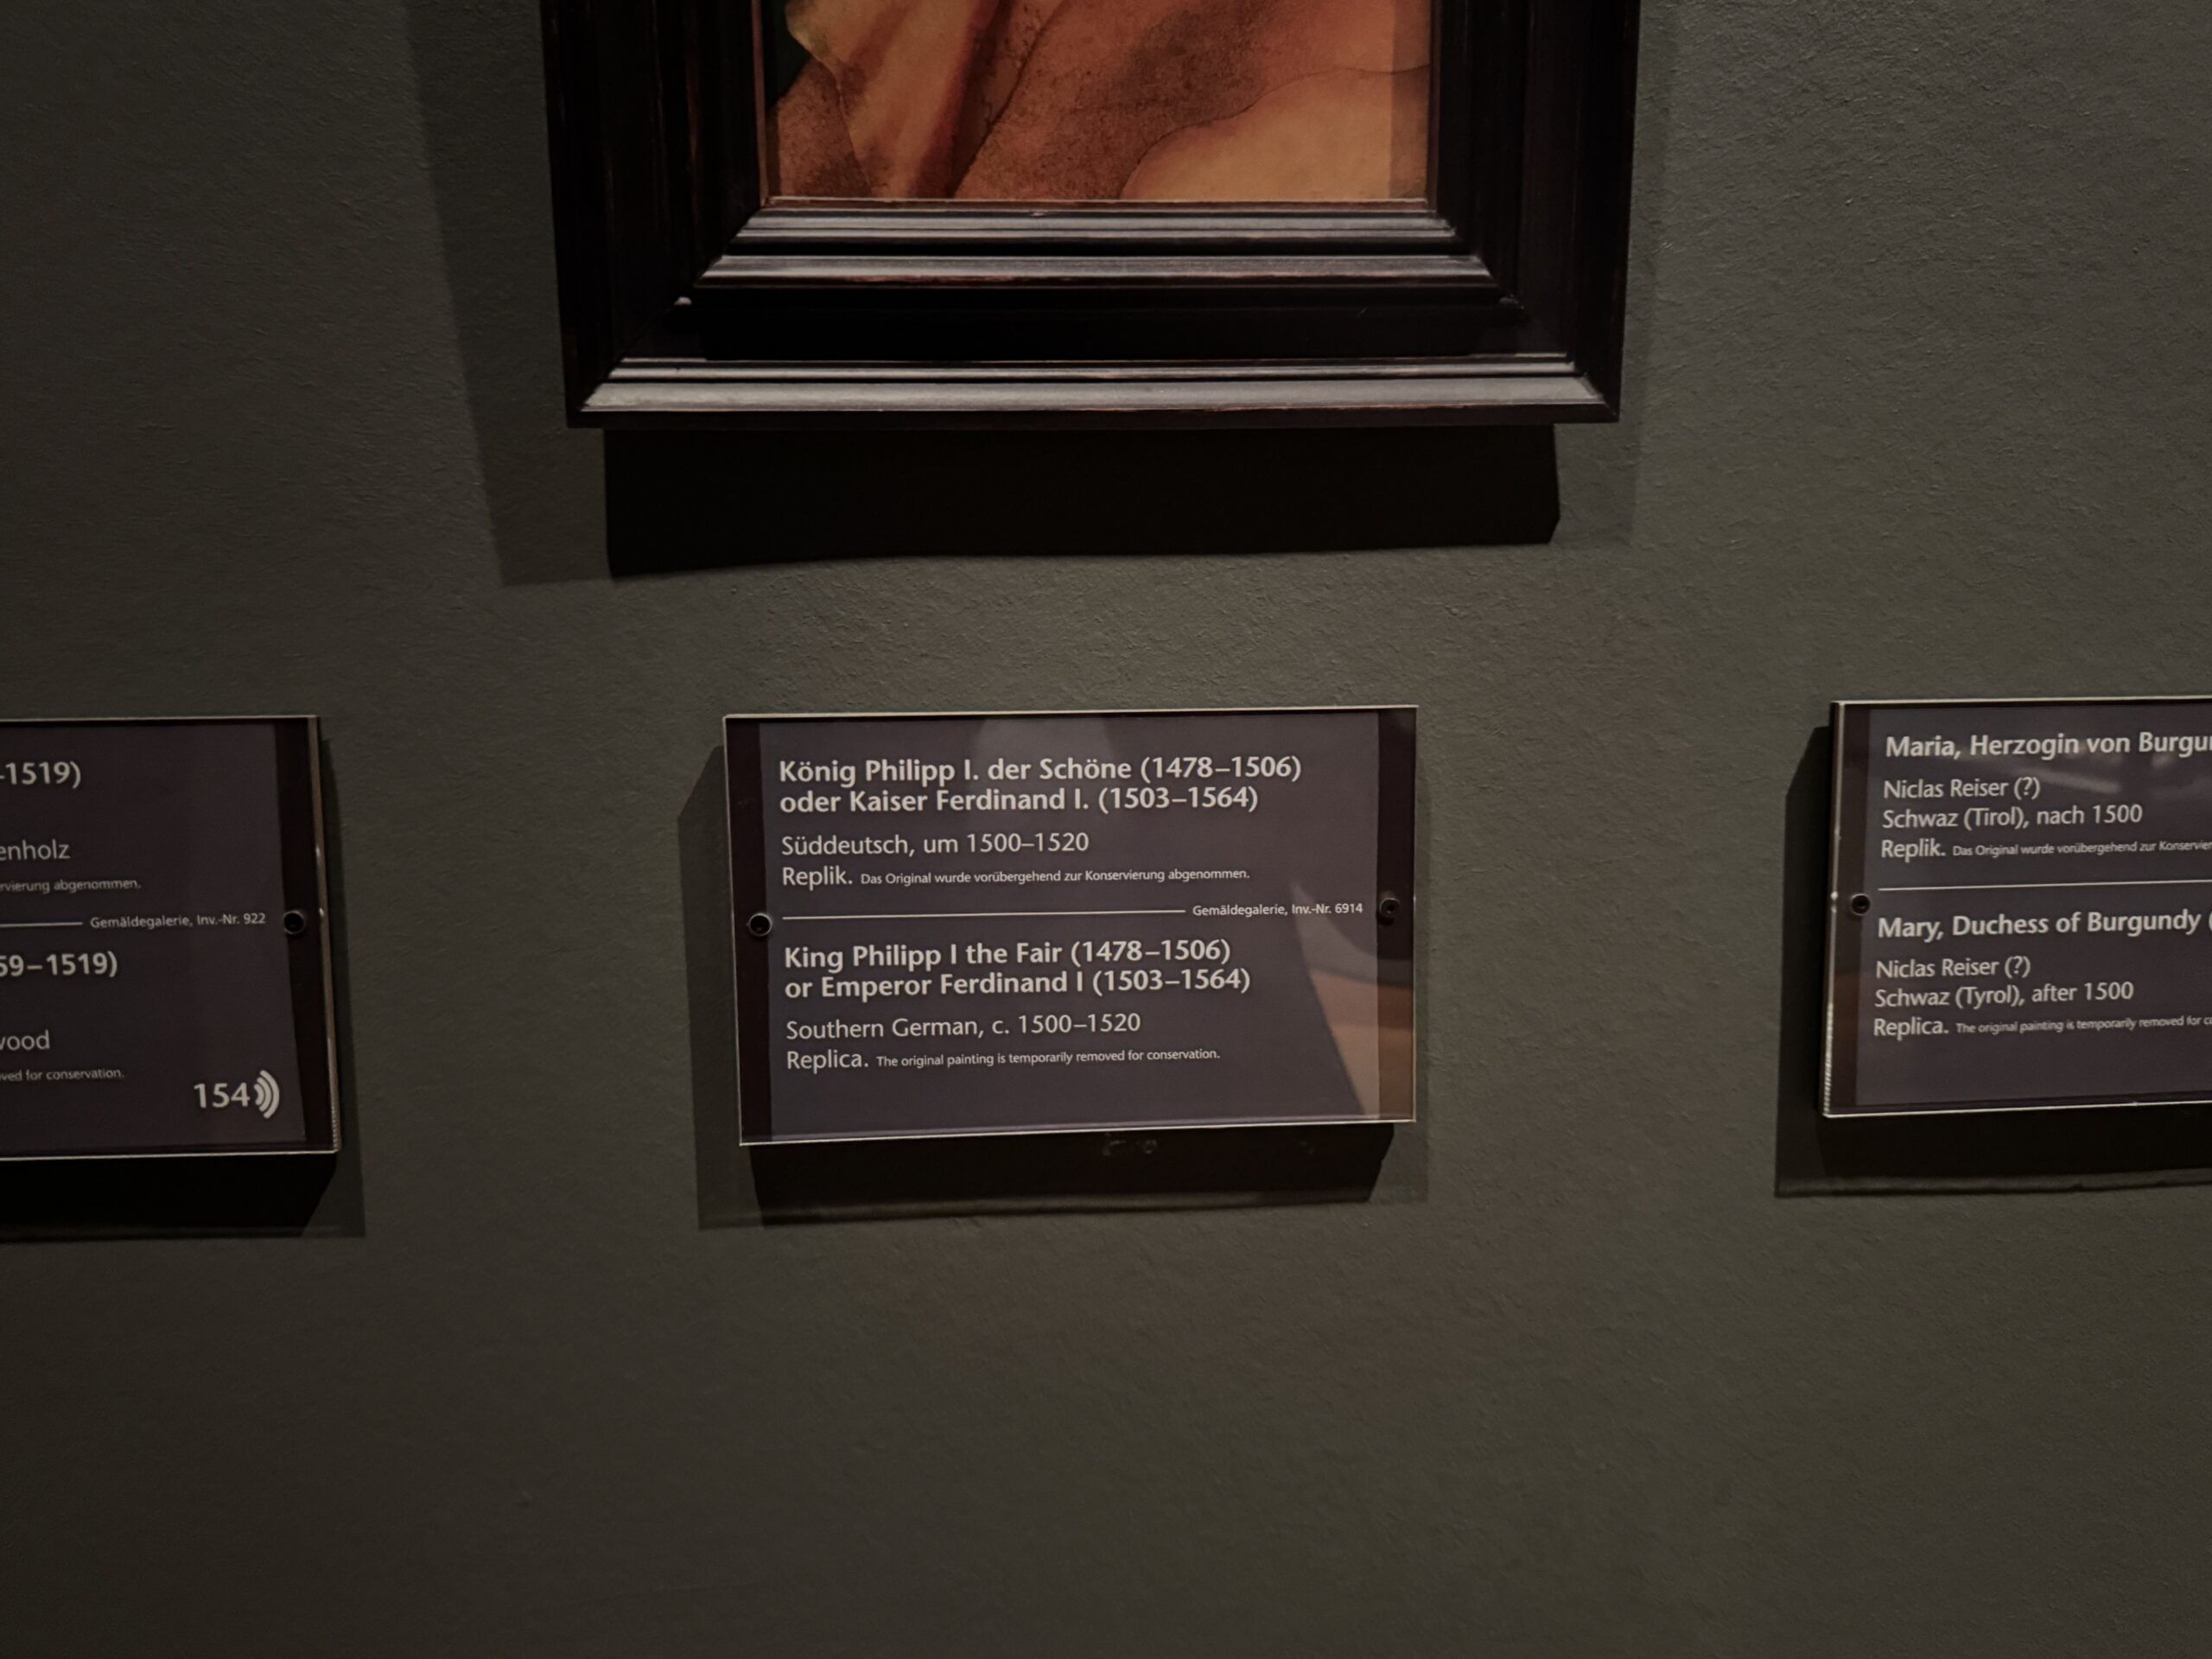 -1519)
enholz
rvierung abgenommen.
Gemäldegalerie, Inv.-Nr. 922
59–1519)
wood
ved for conservation.
154
König Philipp I. der Schöne (1478–1506)
oder Kaiser Ferdinand I. (1503–1564)
Süddeutsch, um 1500–1520
Replik. Das Original wurde vorübergehend zur Konservierung abgenommen.
Gemäldegalerie, Inv.-Nr. 6914
King Philipp I the Fair (1478–1506)
or Emperor Ferdinand I (1503–1564)
Southern German, c. 1500–1520
Replica. The original painting is temporarily removed for conservation.
Maria, Herzogin von Burgu
Niclas Reiser (?)
Schwaz (Tirol), nach 1500
Replik. Das Original wurde vorübergehend zur Konservier
Mary, Duchess of Burgundy (
Niclas Reiser (?)
Schwaz (Tyrol), after 1500
Replica. The original painting is temporarily removed for co